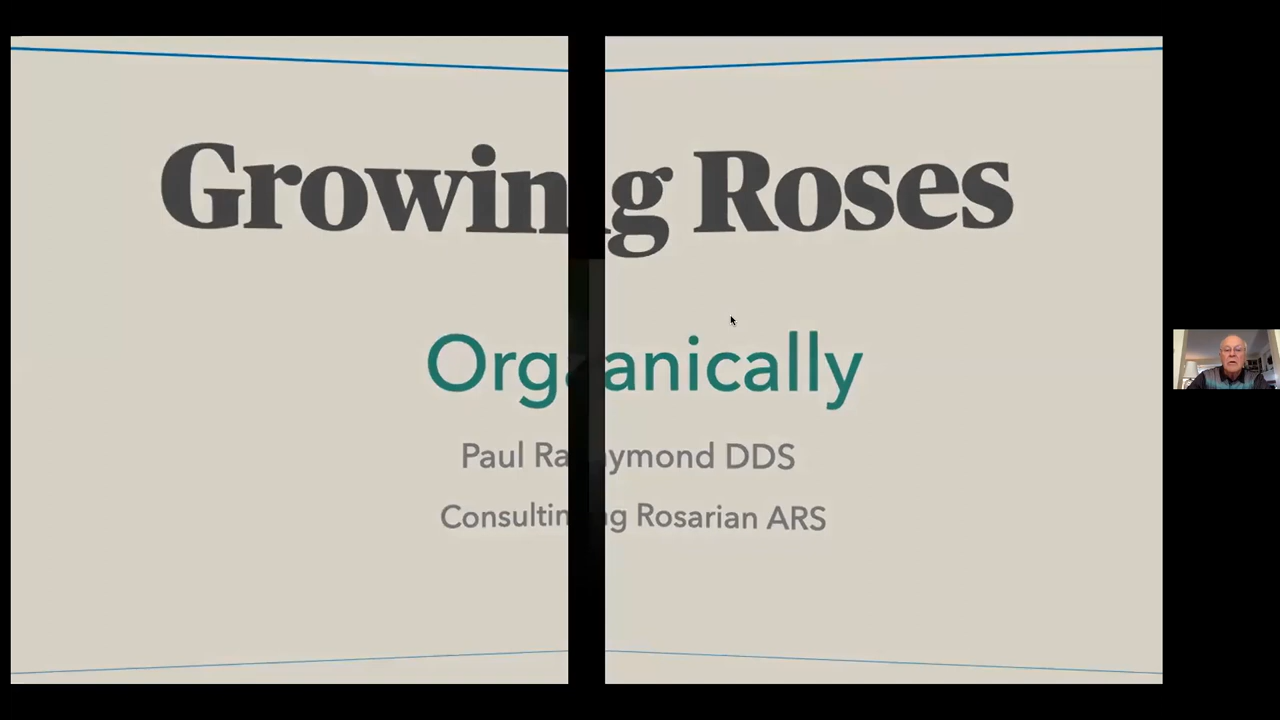 Growing Roses
Organically
Paul Raymond DDS
Consulting Rosarian ARS